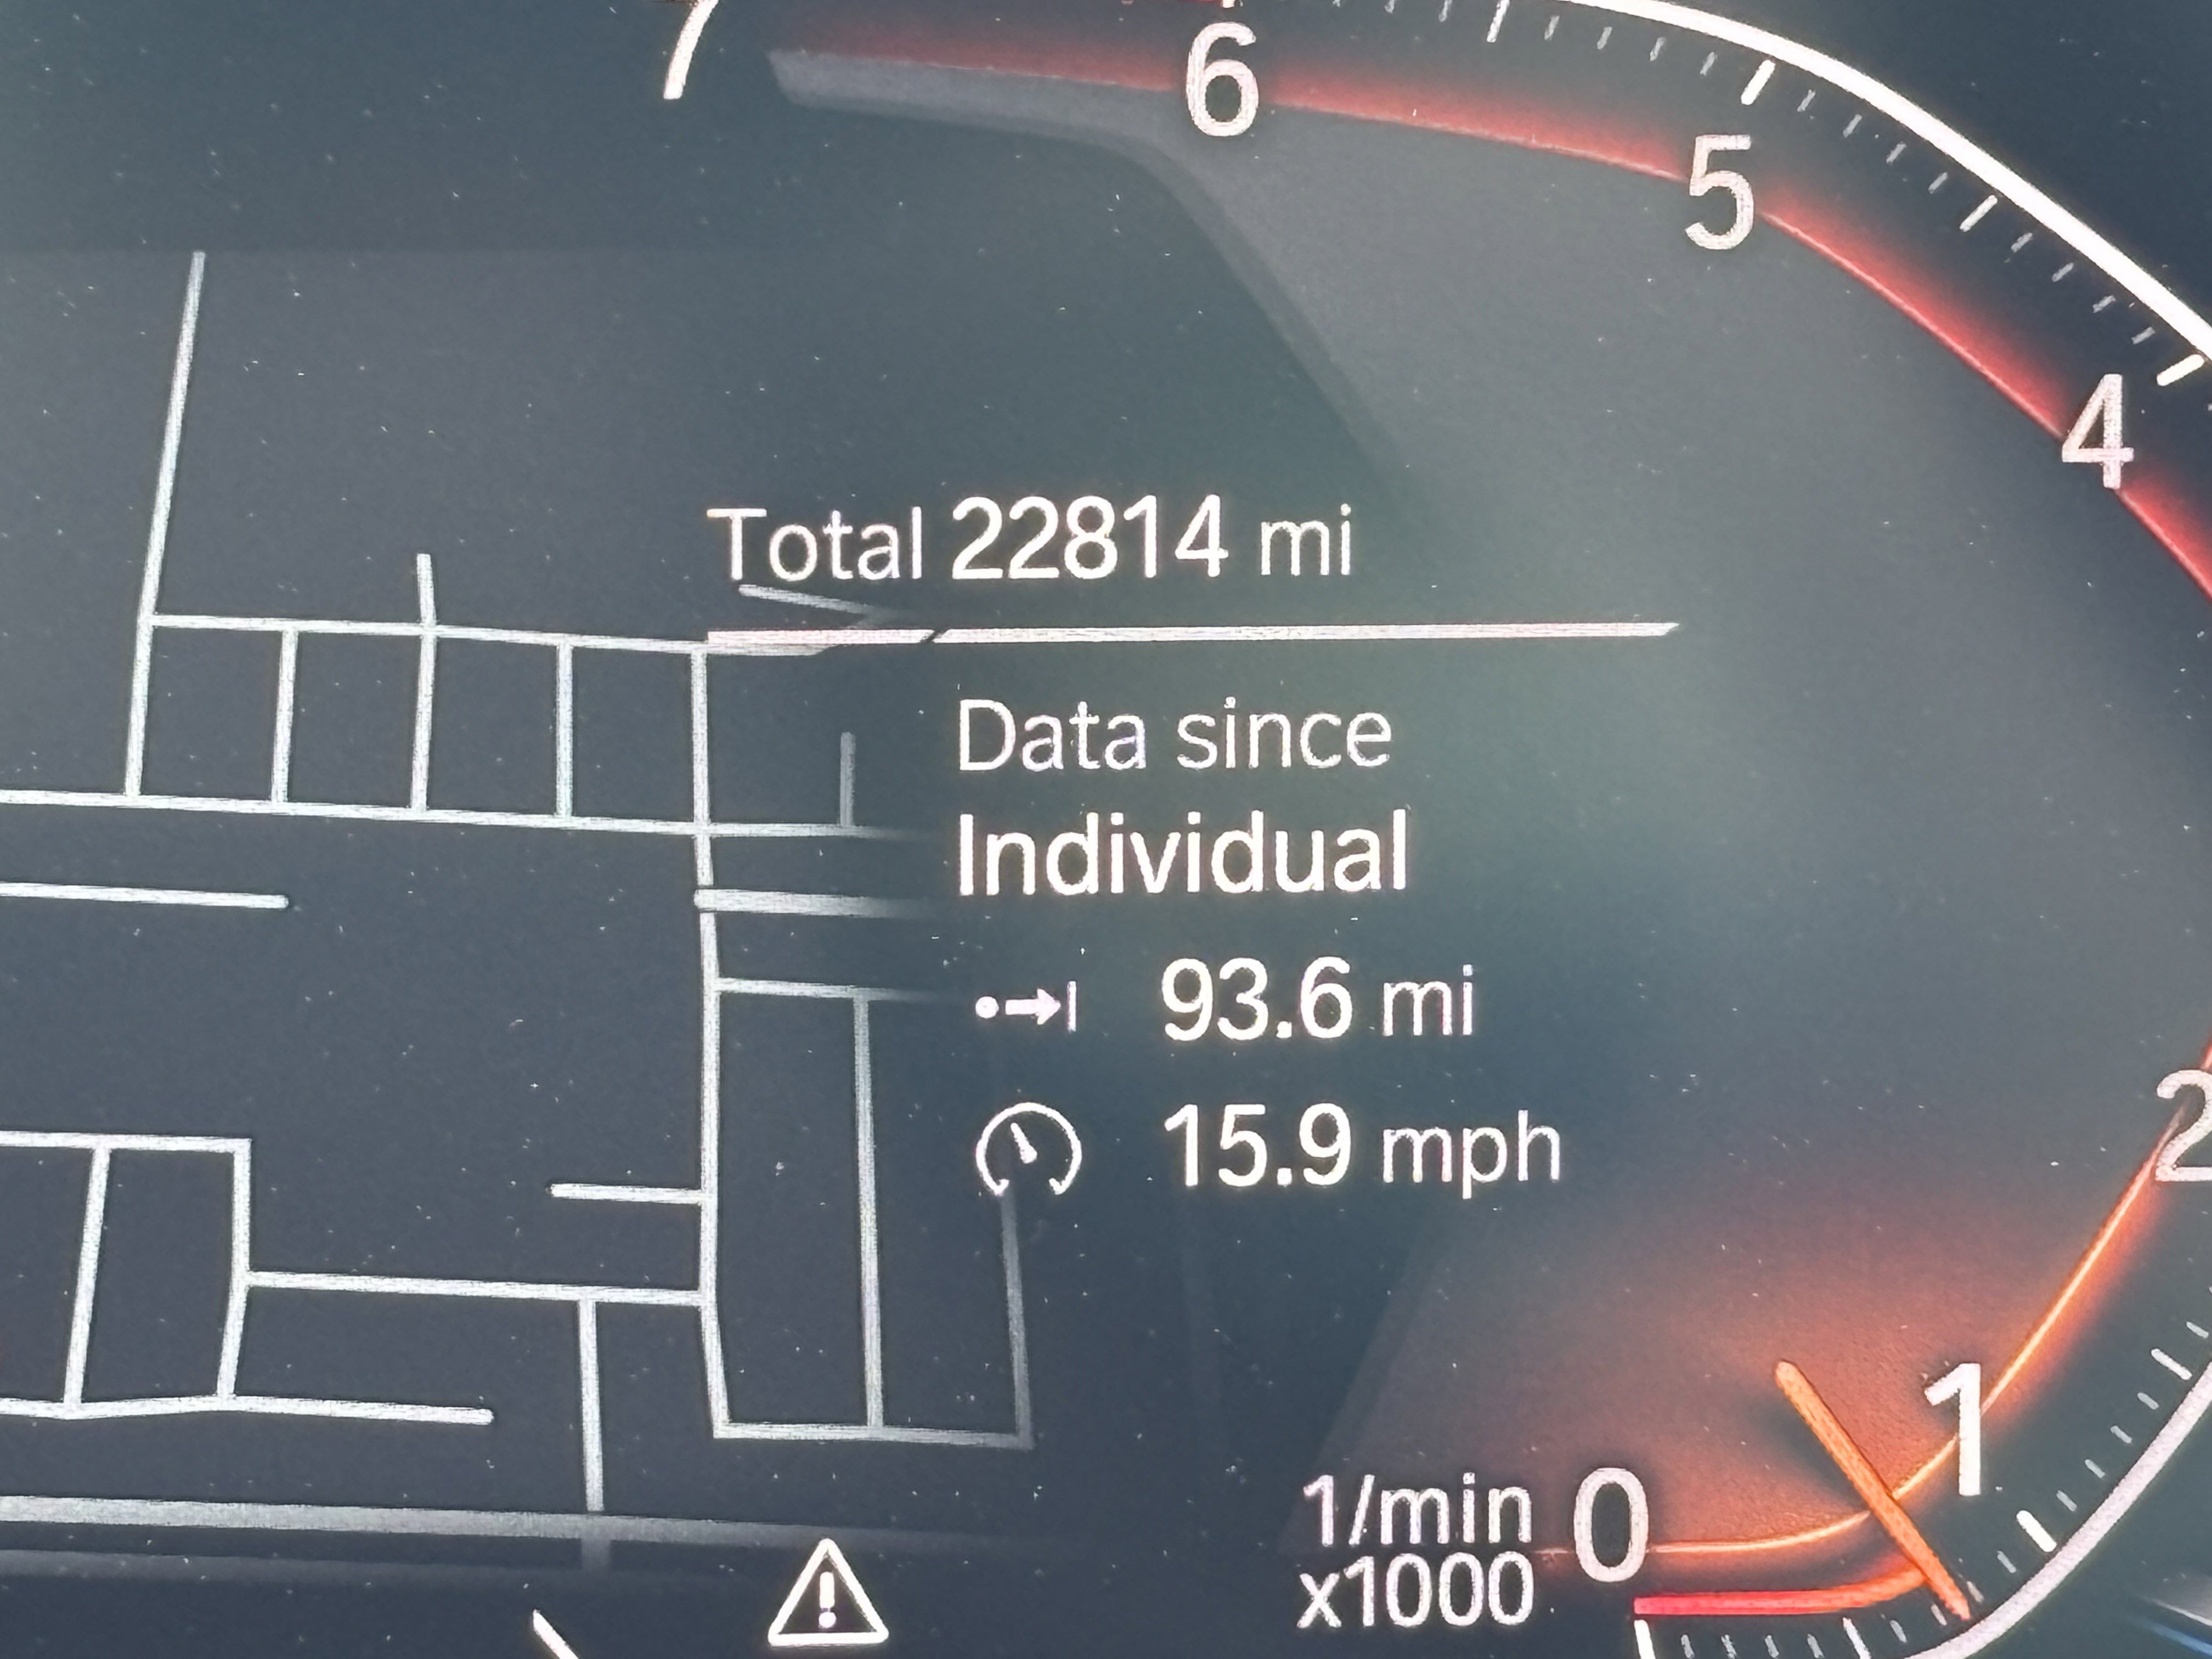 7
6
5
4
Total 22814 mi
Data since
Individual
93.6 mi
15.9 mph
2
1
1/min 0
x1000